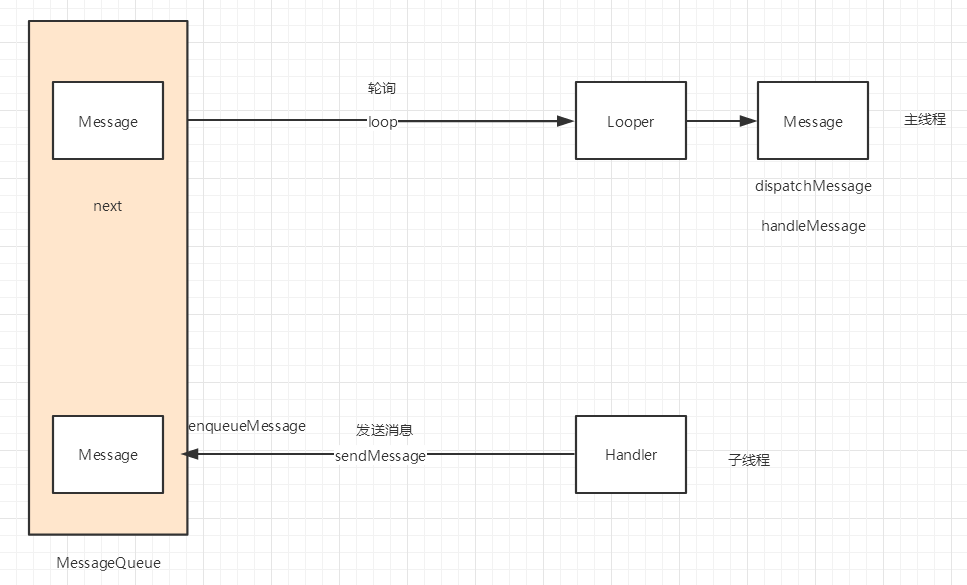 轮询
Message
loop
Looper
Message
主线程
dispatchMessage
next
handleMessage
enqueueMessage
发送消息
Message
sendMessage
Handler
子线程
MessageQueue